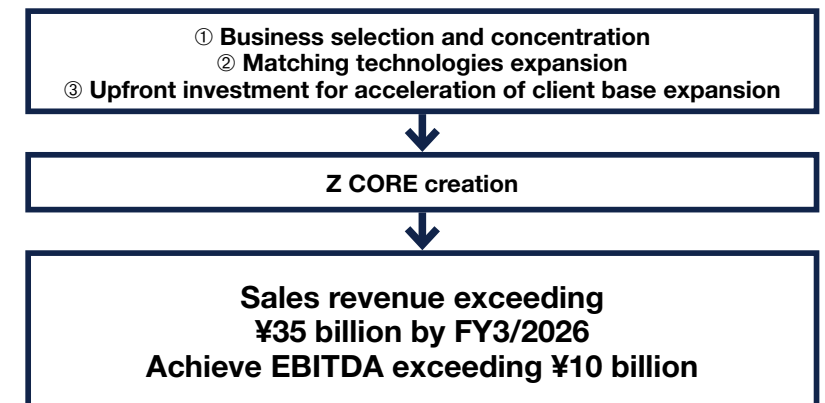 ① Business selection and concentration
② Matching technologies expansion
③ Upfront investment for acceleration of client base expansion
Z CORE creation
Sales revenue exceeding
¥35 billion by FY3/2026
Achieve EBITDA exceeding ¥10 billion